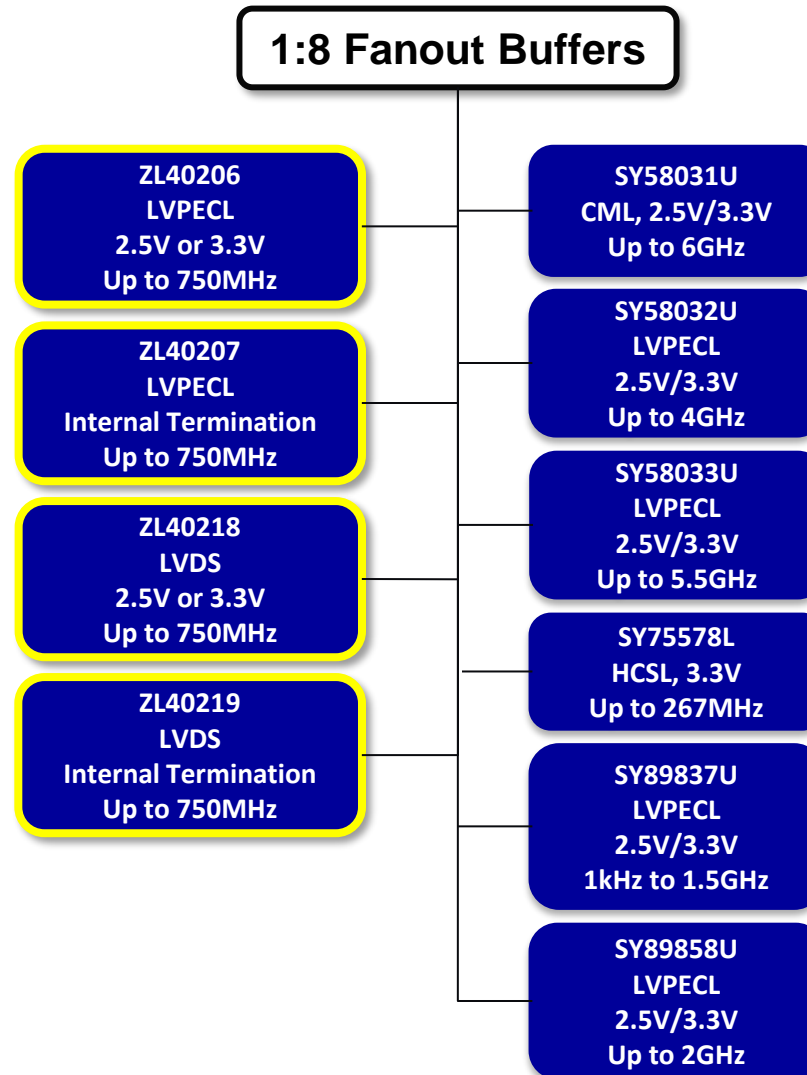 1:8 Fanout Buffers
ZL40206
LVPECL
2.5V or 3.3V
Up to 750MHz
ZL40207
LVPECL
Internal Termination
Up to 750MHz
ZL40218
LVDS
2.5V or 3.3V
Up to 750MHz
ZL40219
LVDS
Internal Termination
Up to 750MHz
SY58031U
CML, 2.5V/3.3V
Up to 6GHz
SY58032U
LVPECL
2.5V/3.3V
Up to 4GHz
SY58033U
LVPECL
2.5V/3.3V
Up to 5.5GHz
SY75578L
HCSL, 3.3V
Up to 267MHz
SY89837U
LVPECL
2.5V/3.3V
1kHz to 1.5GHz
SY89858U
LVPECL
2.5V/3.3V
Up to 2GHz